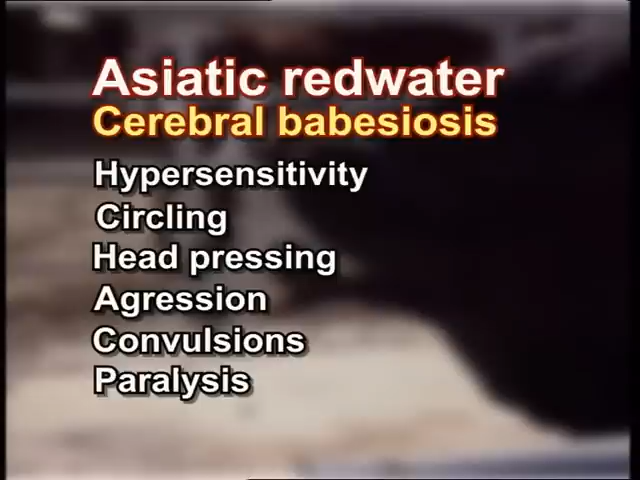 Asiatic redwater
Cerebral babesiosis
Hypersensitivity
Circling
Head pressing
Agression
Convulsions
Paralysis